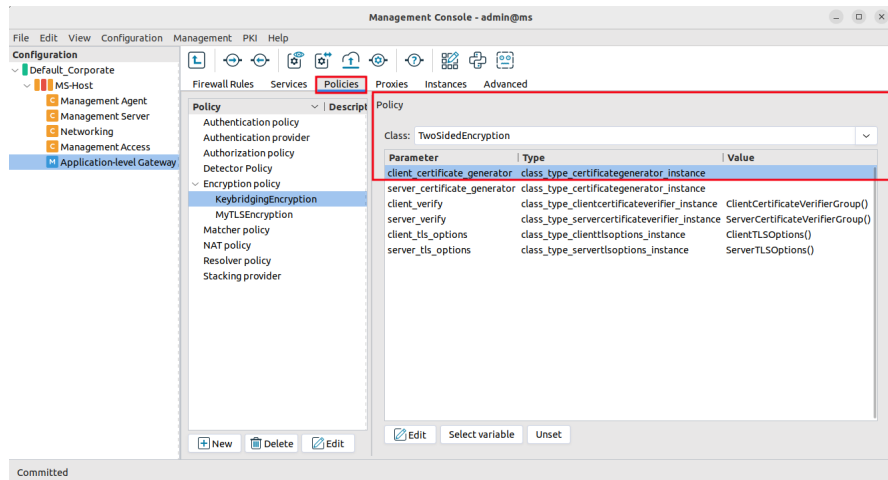 Management Console - admin@ms
File Edit View Configuration Management PKI Help
Configuration
Default_Corporate
MS-Host
C Management Agent
C Management Server
C Networking
C Management Access
M Application-level Gateway
Firewall Rules Services Policies Proxies Instances Advanced
Policy Descript
Authentication policy
Authentication provider
Authorization policy
Detector Policy
Encryption policy
KeybridgingEncryption
MyTLSEncryption
Matcher policy
NAT policy
Resolver policy
Stacking provider
New Delete Edit
Policy
Class: TwoSidedEncryption
Parameter Type Value
client_certificate_generator class_type_certificategenerator_instance
server_certificate_generator class_type_certificategenerator_instance
client_verify class_type_clientcertificateverifier_instance ClientCertificateVerifierGroup()
server_verify class_type_servercertificateverifier_instance ServerCertificateVerifierGroup()
client_tls_options class_type_clienttlsoptions_instance ClientTLSOptions()
server_tls_options class_type_servertlsoptions_instance ServerTLSOptions()
Edit Select variable Unset
Committed